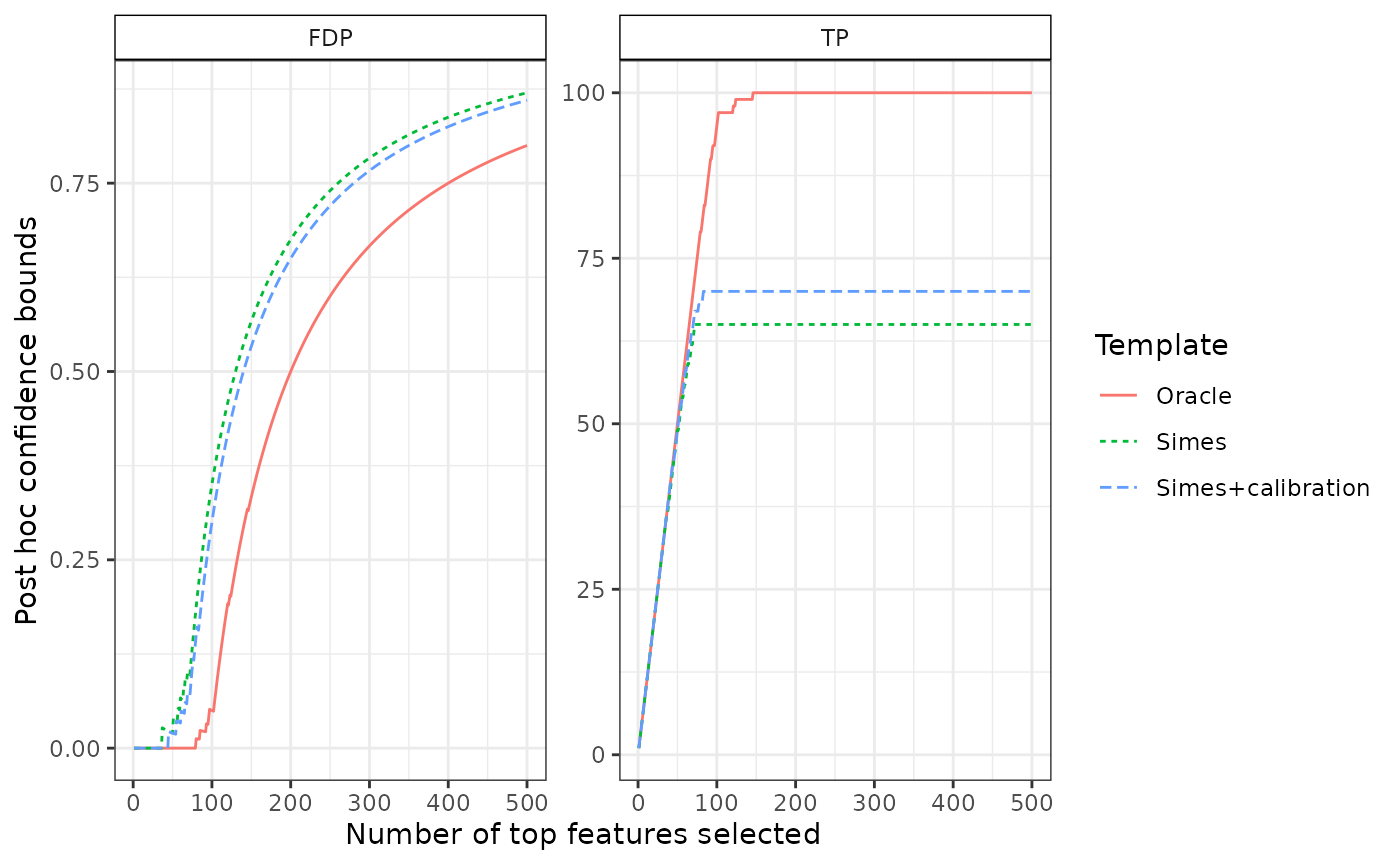 FDP
TP
Post hoc confidence bounds
0.75
0.50
0.25
0.00
0 100 200 300 400 500
100
75
50
25
0
0 100 200 300 400 500
Number of top features selected
Template
Oracle
Simes
Simes+calibration